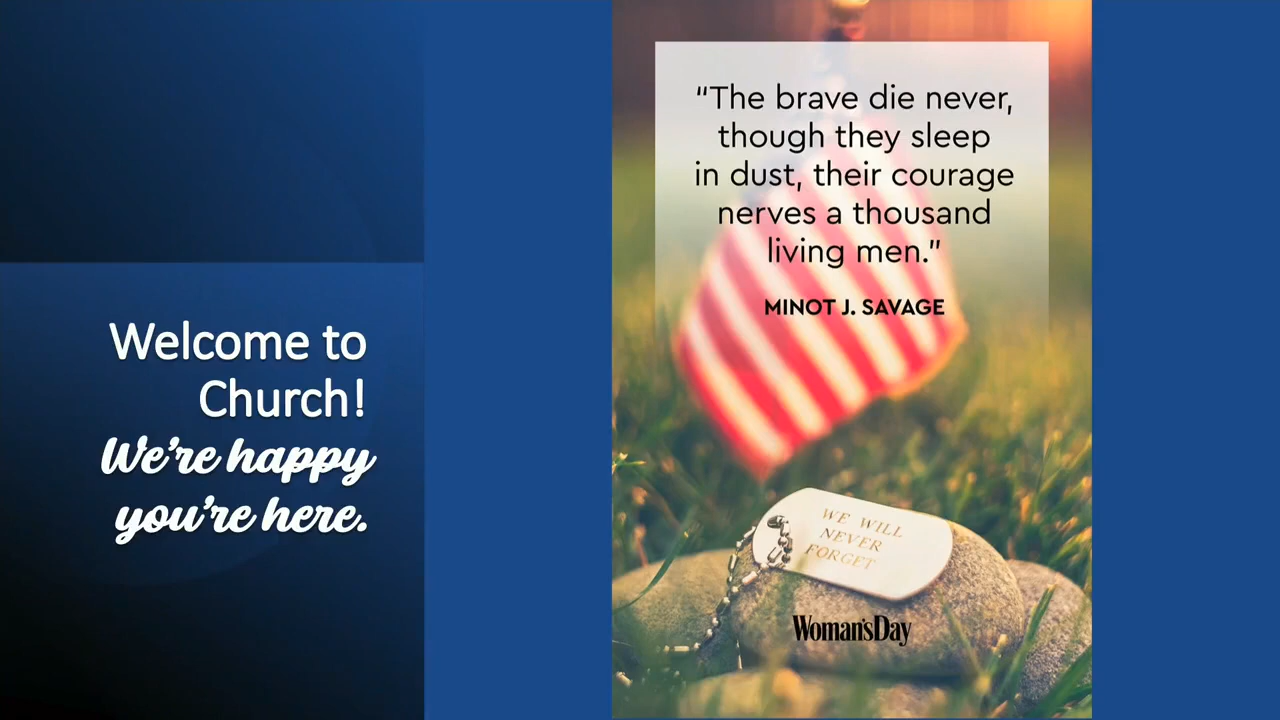 Welcome to
Church!
We're happy
you're here.
“The brave die never,
though they sleep
in dust, their courage
nerves a thousand
living men.”
MINOT J. SAVAGE
WE WILL
NEVER
FORGET
Woman'sDay